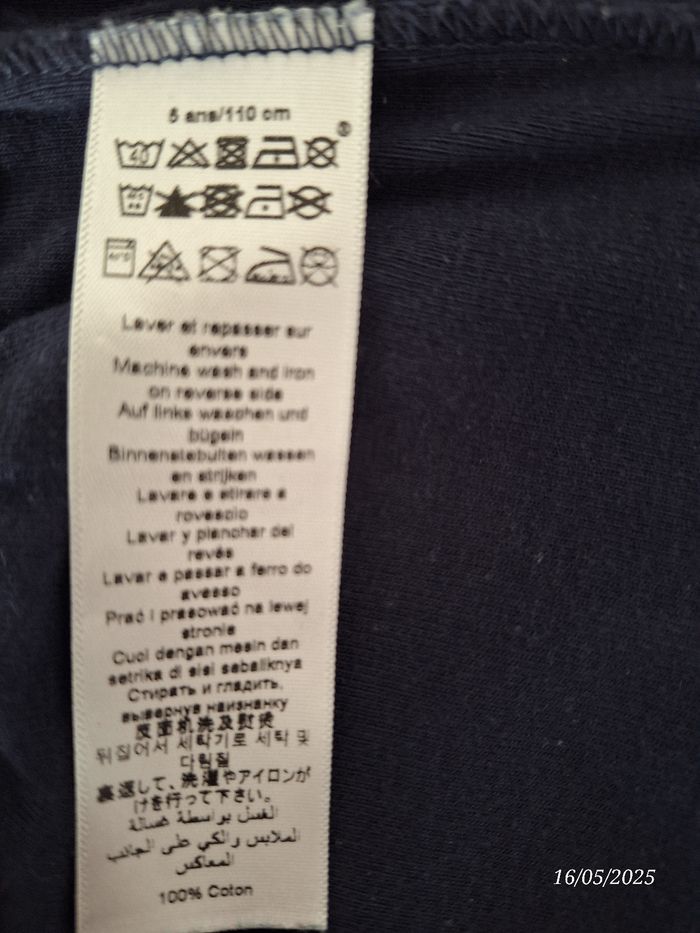 5 ans/110 cm
®
40
Laver et repasser sur
envers
Machine wash and iron
on reverse side
Auf links waschen und
bügeln
Binnenstebuiten wassen
en strijken
Lavare e stirare a
rovescio
Lavar y planchar del
revés
Lavar e passar a ferro do
avesso
Prać i prasować na lewej
stronie
Cuci dengan mesin dan
setrika di sisi sebaliknya
Стирать и гладить,
вывернув наизнанку
反面机洗及熨烫
뒤집어서 세탁기로 세탁 및
다림질
裏返して、洗濯やアイロンが
けを行って下さい。
الغسل بواسطة غسالة
الملابس والكي على الجانب
المعاكس
100% Coton
16/05/2025